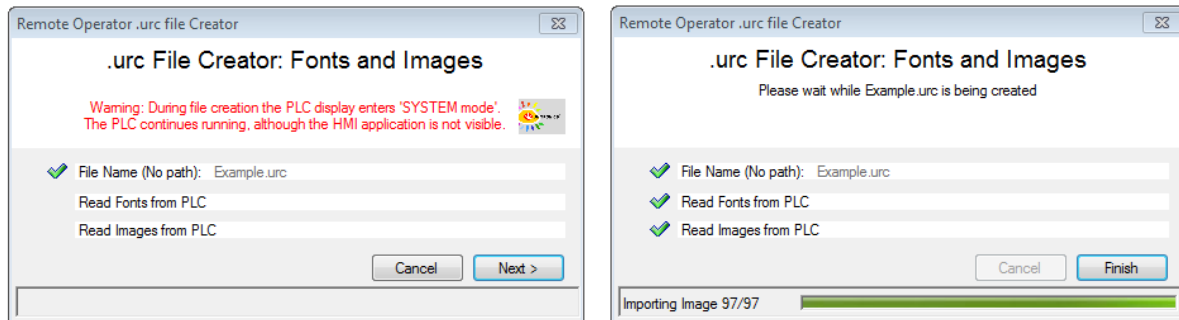 Remote Operator .urc file Creator
.urc File Creator: Fonts and Images
Warning: During file creation the PLC display enters 'SYSTEM mode'.
The PLC continues running, although the HMI application is not visible.
File Name (No path): Example.urc
Read Fonts from PLC
Read Images from PLC
Cancel Next >
Remote Operator .urc file Creator
.urc File Creator: Fonts and Images
Please wait while Example.urc is being created
File Name (No path): Example.urc
Read Fonts from PLC
Read Images from PLC
Cancel Finish
Importing Image 97/97